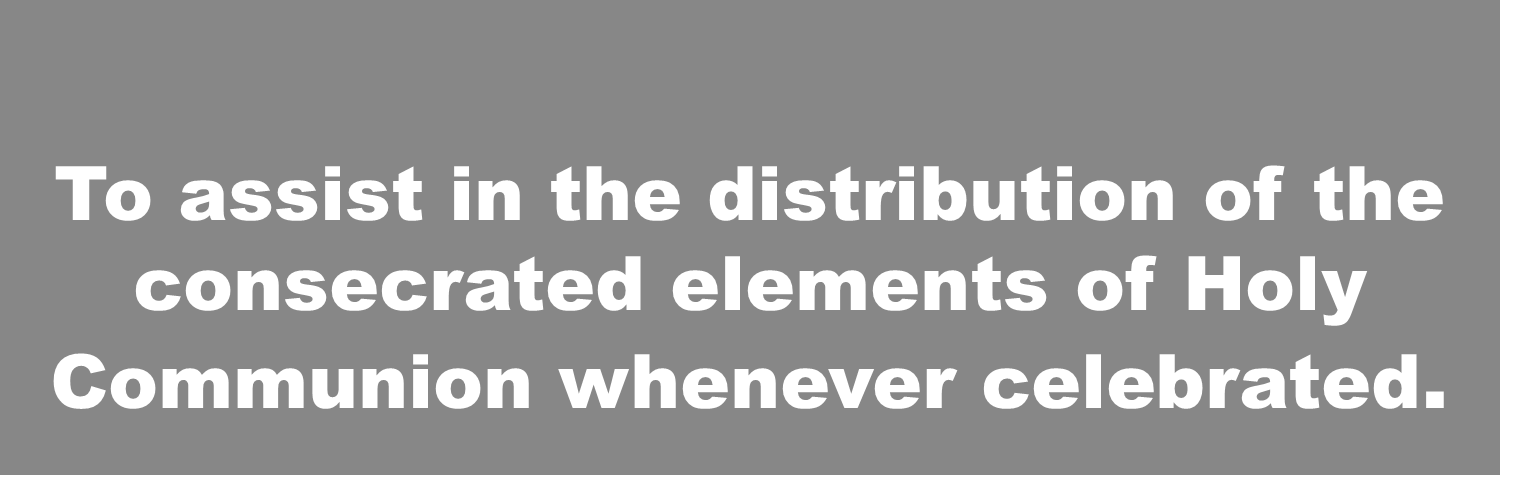 To assist in the distribution of the
consecrated elements of Holy
Communion whenever celebrated.